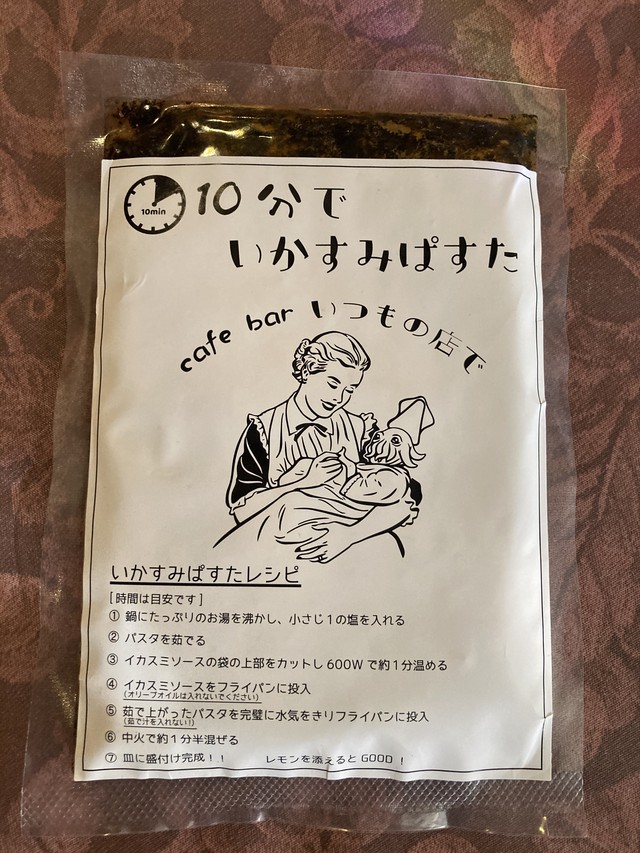 10min
10分で
いかすみぱすた
cafe bar いつもの店で
いかすみぱすたレシピ
[時間は目安です]
① 鍋にたっぷりのお湯を沸かし、小さじ1の塩を入れる
② パスタを茹でる
③ イカスミソースの袋の上部をカットし600Wで約1分温める
④ イカスミソースをフライパンに投入
(オリーブオイルは入れないでください)
⑤ 茹で上がったパスタを完璧に水気をきりフライパンに投入
(茹で汁を入れない!)
⑥ 中火で約1分半混ぜる
⑦ 皿に盛付け完成!! レモンを添えるとGOOD!